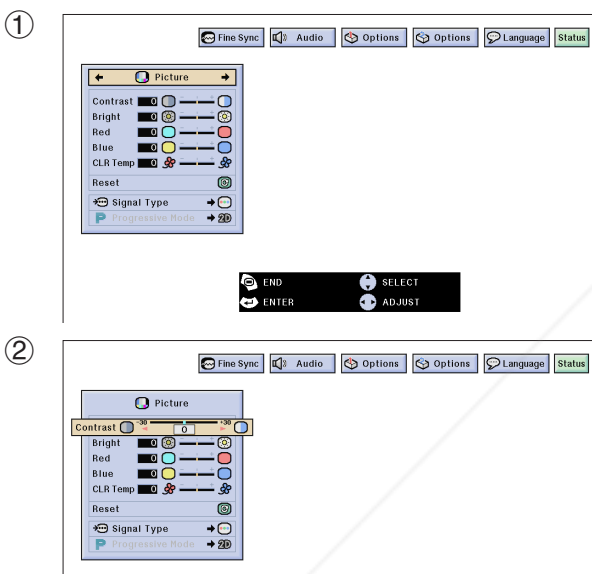 ①
Fine Sync Audio Options Options Language Status
Picture
Contrast 0
Bright 0
Red 0
Blue 0
CLR Temp 0
Reset
Signal Type
P Progressive Mode 2D
END SELECT
ENTER ADJUST
②
Fine Sync Audio Options Options Language Status
Picture
Contrast -30 0 +30
Bright 0
Red 0
Blue 0
CLR Temp 0
Reset
Signal Type
P Progressive Mode 2D